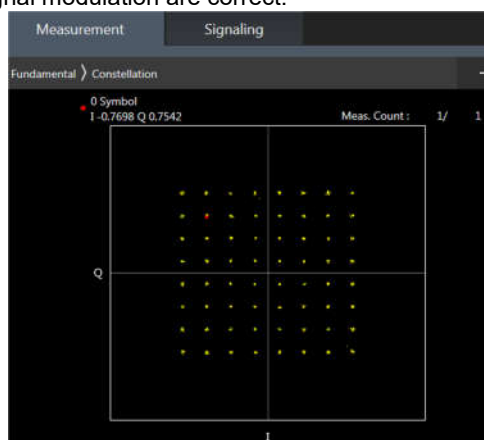 gnal modulation are correct.
Measurement Signaling
Fundamental ⟩ Constellation
0 Symbol
I -0.7698 Q 0.7542 Meas. Count : 1/ 1
Q
I